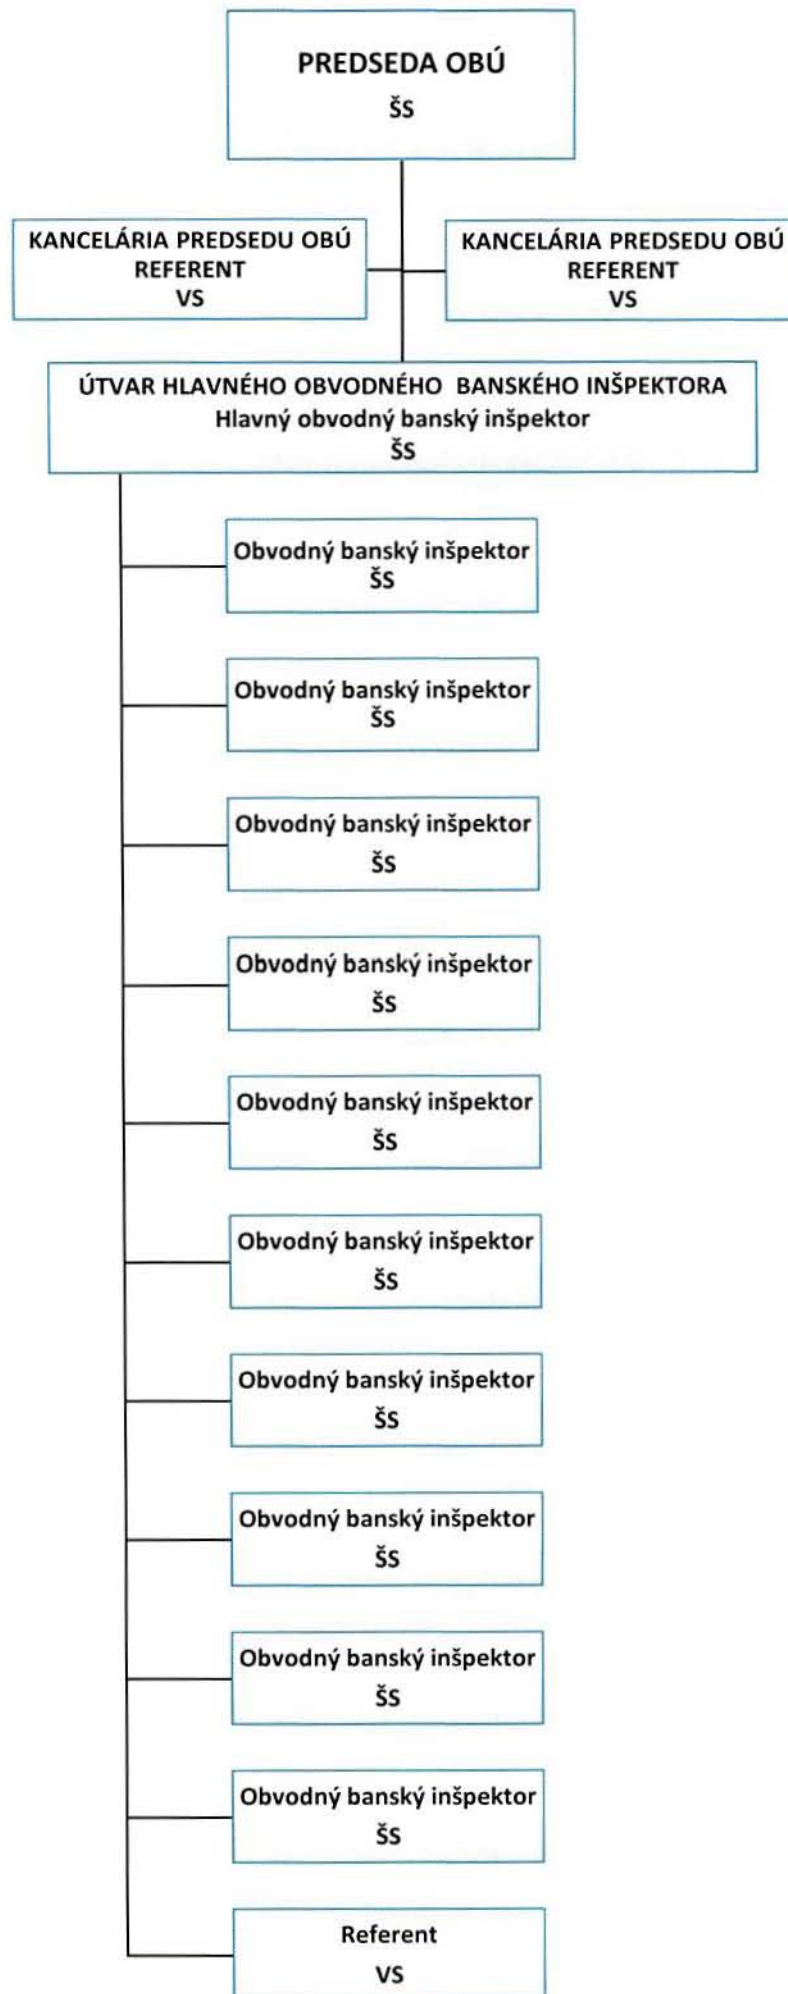 PREDSEDA OBÚ
ŠS
KANCELÁRIA PREDSEDU OBÚ
REFERENT
VS
KANCELÁRIA PREDSEDU OBÚ
REFERENT
VS
ÚTVAR HLAVNÉHO OBVODNÉHO BANSKÉHO INŠPEKTORA
Hlavný obvodný banský inšpektor
ŠS
Obvodný banský inšpektor
ŠS
Obvodný banský inšpektor
ŠS
Obvodný banský inšpektor
ŠS
Obvodný banský inšpektor
ŠS
Obvodný banský inšpektor
ŠS
Obvodný banský inšpektor
ŠS
Obvodný banský inšpektor
ŠS
Obvodný banský inšpektor
ŠS
Obvodný banský inšpektor
ŠS
Obvodný banský inšpektor
ŠS
Referent
VS